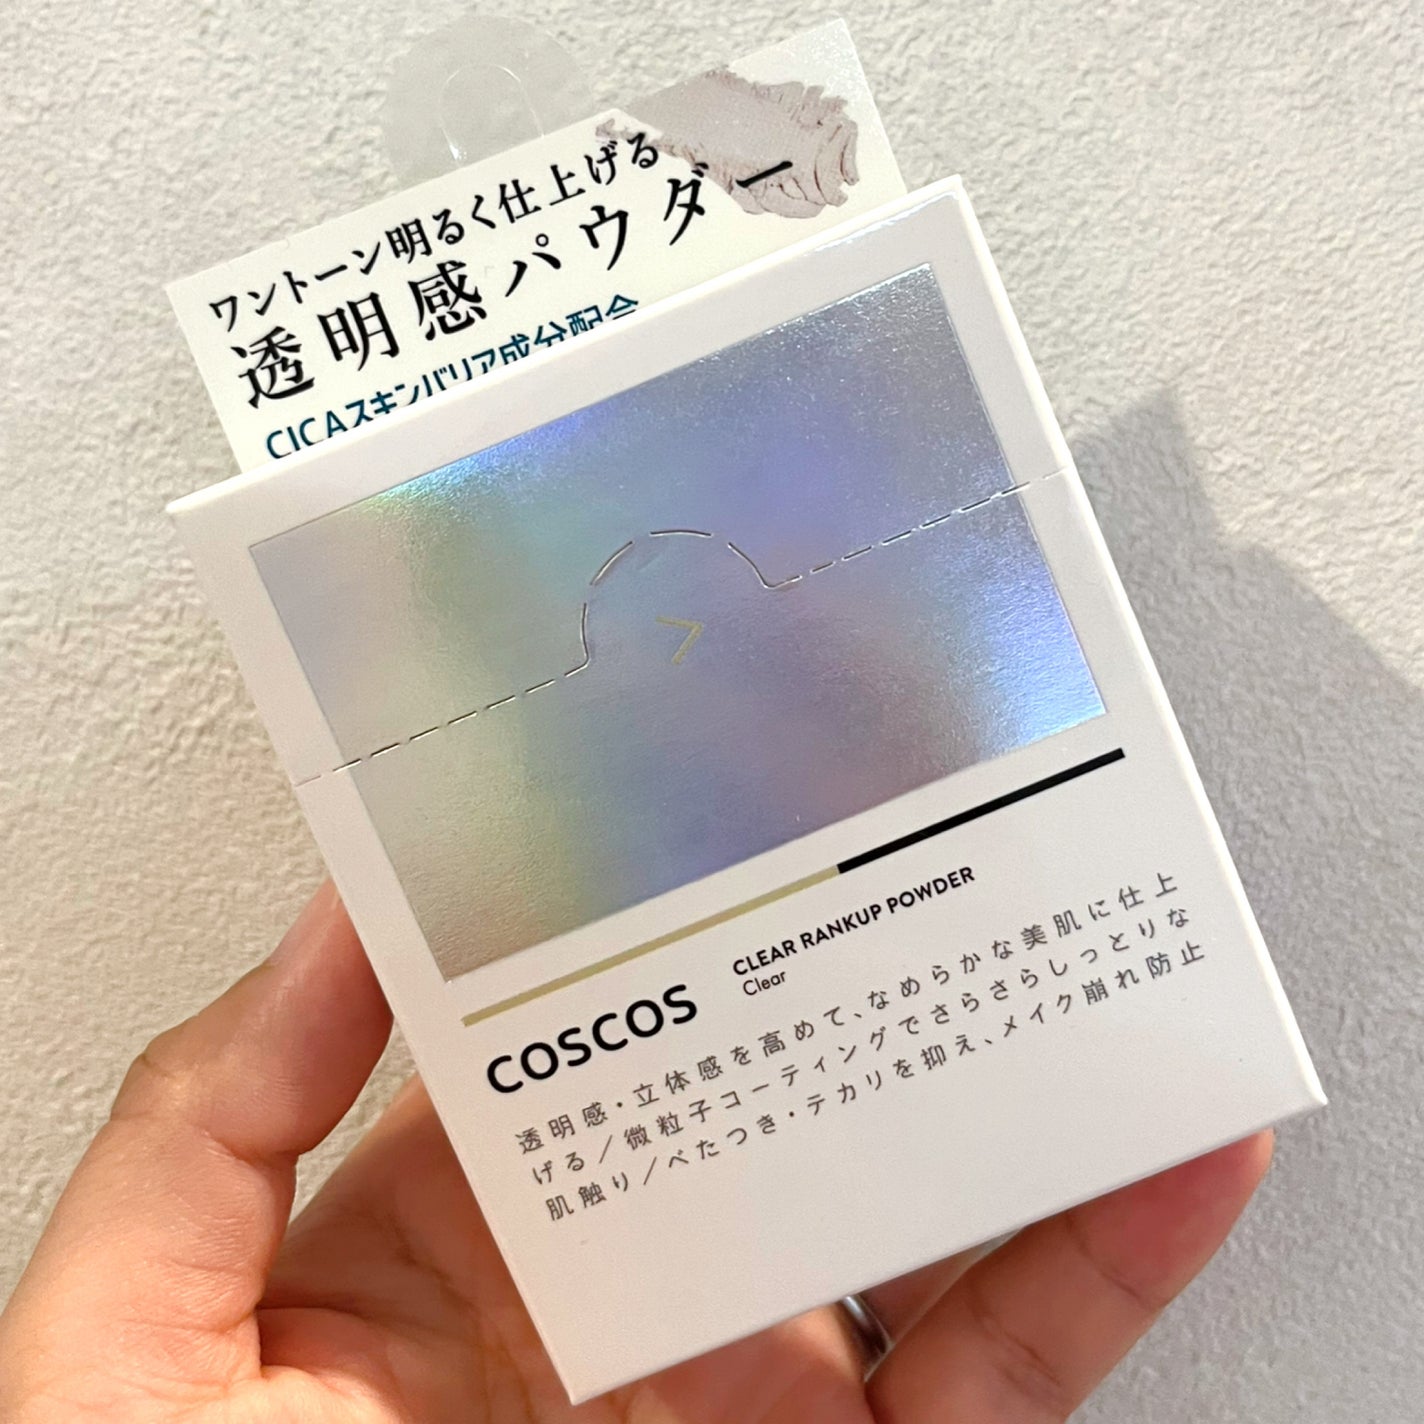 ワントーン明るく仕上げる
透明感パウダー
CICAスキンバリア成分配合
CLEAR RANKUP POWDER
Clear
COSCOS
透明感・立体感を高めて、なめらかな美肌に仕上
げる/微粒子コーティングでさらさらしっとりな
肌触り/べたつき・テカリを抑え、メイク崩れ防止